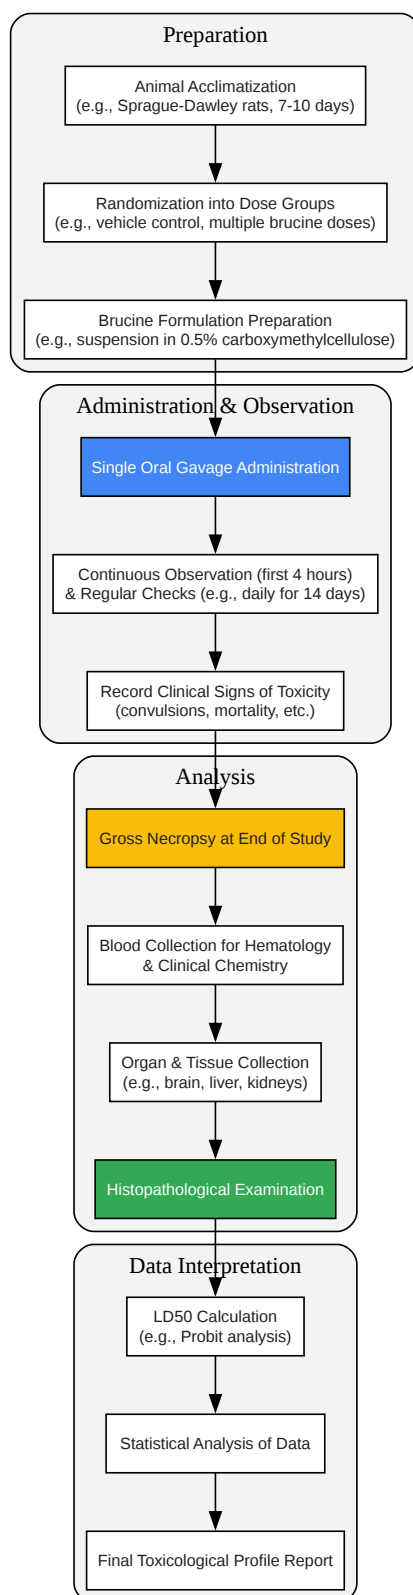 Preparation
Animal Acclimatization
(e.g., Sprague-Dawley rats, 7-10 days)
Randomization into Dose Groups
(e.g., vehicle control, multiple brucine doses)
Brucine Formulation Preparation
(e.g., suspension in 0.5% carboxymethylcellulose)
Administration & Observation
Single Oral Gavage Administration
Continuous Observation (first 4 hours)
& Regular Checks (e.g., daily for 14 days)
Record Clinical Signs of Toxicity
(convulsions, mortality, etc.)
Analysis
Gross Necropsy at End of Study
Blood Collection for Hematology
& Clinical Chemistry
Organ & Tissue Collection
(e.g., brain, liver, kidneys)
Histopathological Examination
Data Interpretation
LD50 Calculation
(e.g., Probit analysis)
Statistical Analysis of Data
Final Toxicological Profile Report